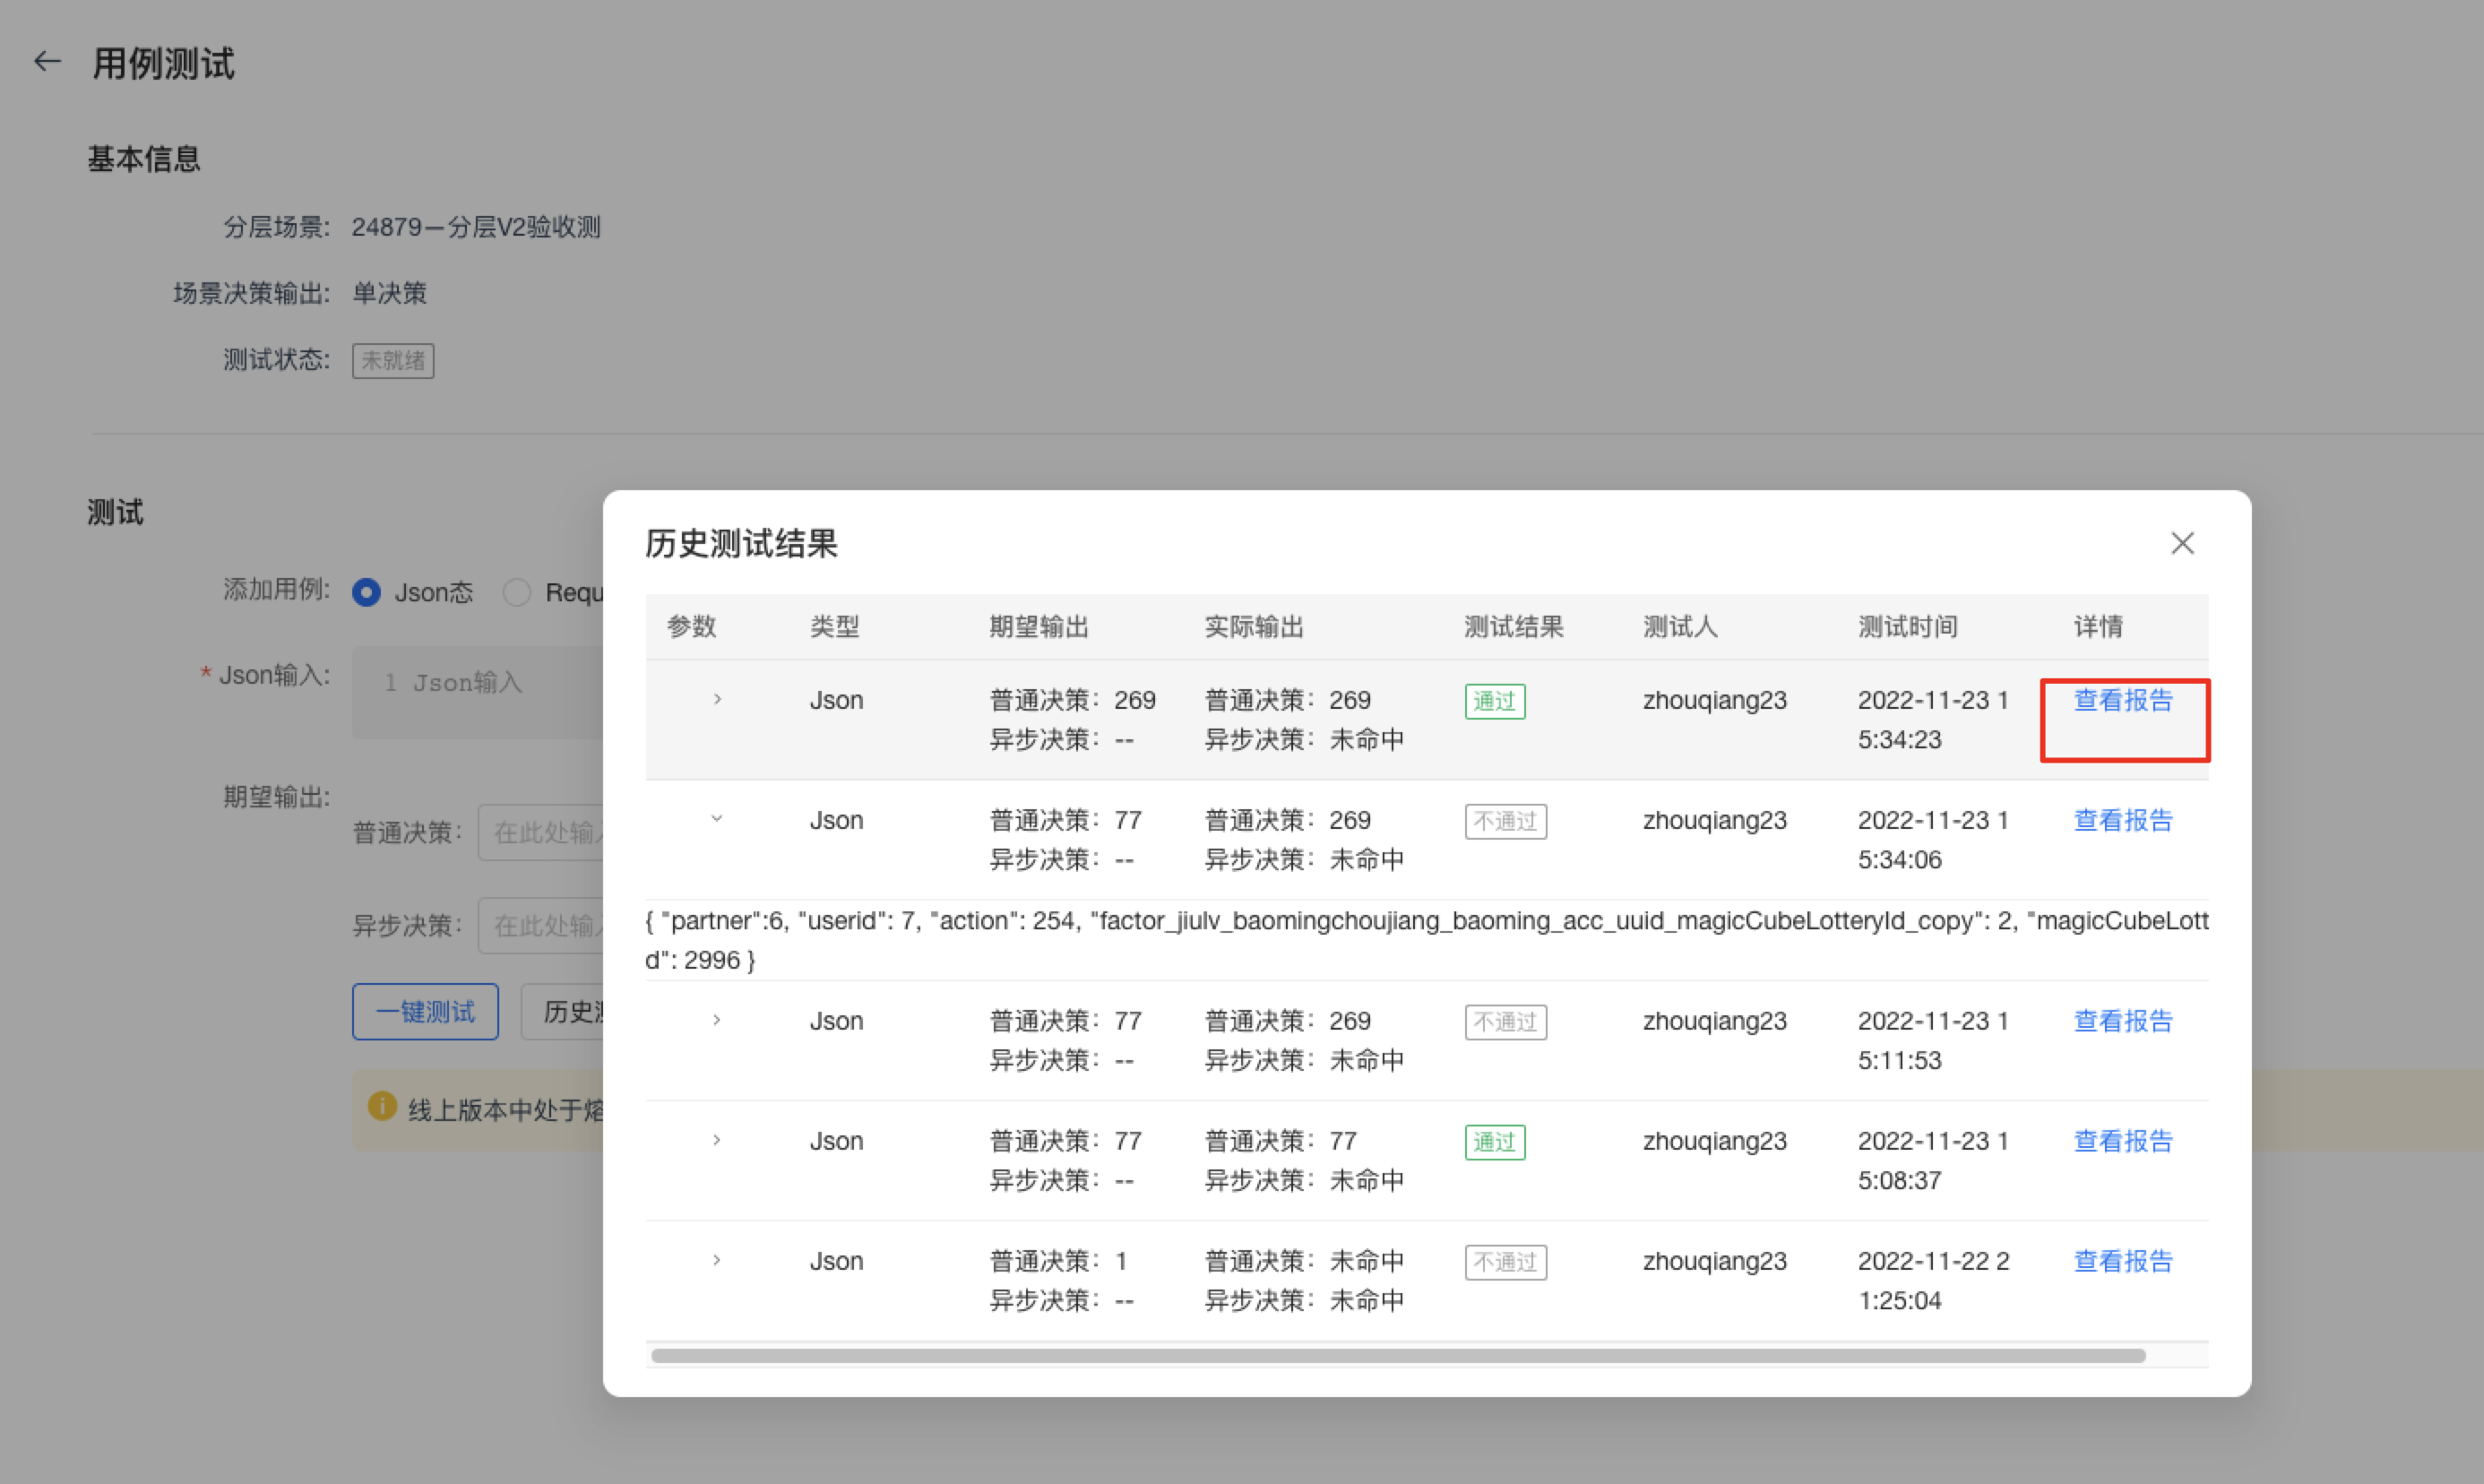 用例测试
基本信息
分层场景: 24879—分层V2验收测
场景决策输出: 单决策
测试状态: 未就绪
测试
添加用例: Json态 Requ
* Json输入: 1 Json输入
期望输出:
普通决策: 在此处输
异步决策: 在此处输
一键测试 历史
线上版本中处于熔
历史测试结果
参数 类型 期望输出 实际输出 测试结果 测试人 测试时间 详情
Json 普通决策: 269 普通决策: 269 通过 zhouqiang23 2022-11-23 1 查看报告
异步决策: -- 异步决策: 未命中 5:34:23
Json 普通决策: 77 普通决策: 269 不通过 zhouqiang23 2022-11-23 1 查看报告
异步决策: -- 异步决策: 未命中 5:34:06
{ "partner":6, "userid": 7, "action": 254, "factor_jiulv_baomingchoujiang_baoming_acc_uuid_magicCubeLotteryId_copy": 2, "magicCubeLott
d": 2996 }
Json 普通决策: 77 普通决策: 269 不通过 zhouqiang23 2022-11-23 1 查看报告
异步决策: -- 异步决策: 未命中 5:11:53
Json 普通决策: 77 普通决策: 77 通过 zhouqiang23 2022-11-23 1 查看报告
异步决策: -- 异步决策: 未命中 5:08:37
Json 普通决策: 1 普通决策: 未命中 不通过 zhouqiang23 2022-11-22 2 查看报告
异步决策: -- 异步决策: 未命中 1:25:04